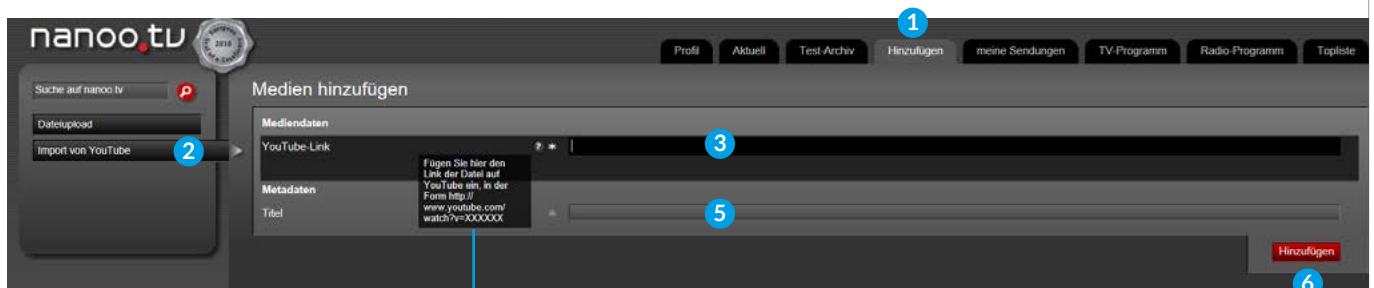 nanoo.tv
2010
1
Profil
Aktuell
Test-Archiv
Hinzufügen
meine Sendungen
TV-Programm
Radio-Programm
Topliste
Suche auf nanoo.tv
Dateiupload
Import von YouTube 2
Medien hinzufügen
Mediendaten
YouTube-Link ? * 3
Fügen Sie hier den
Link der Datei auf
YouTube ein, in der
Form http://
www.youtube.com/
watch?v=XXXXXX
Metadaten
Titel * 5
Hinzufügen
6